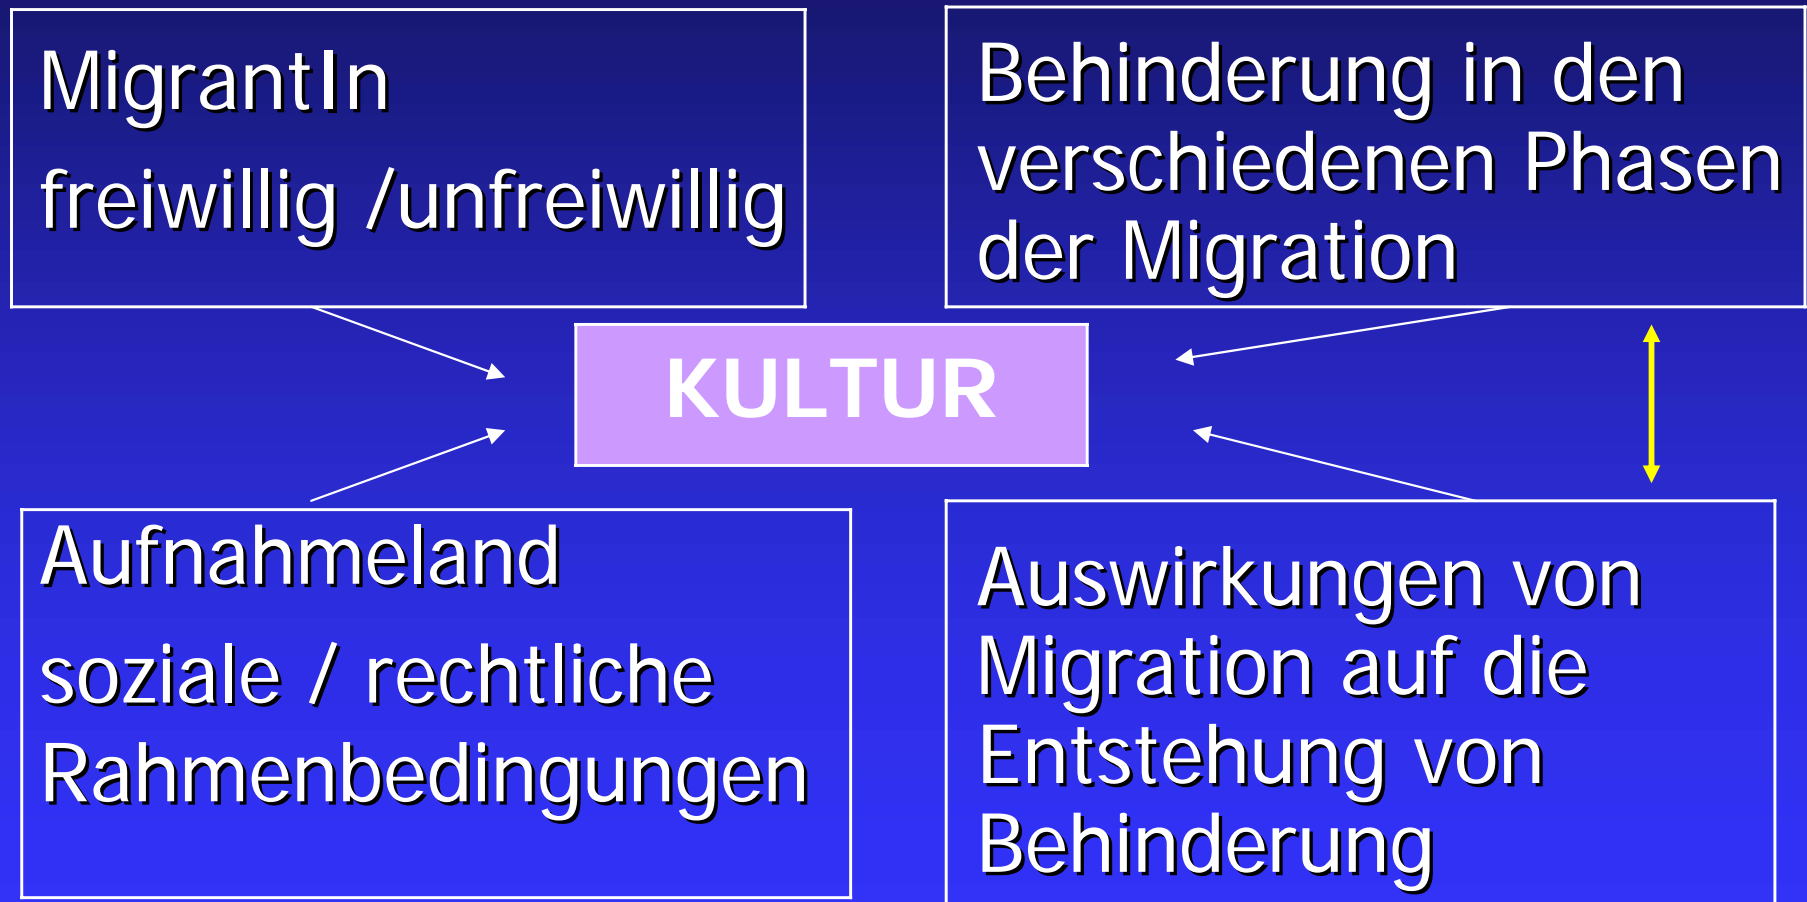 MigrantIn
freiwillig /unfreiwillig
Behinderung in den
verschiedenen Phasen
der Migration
KULTUR
Aufnahmeland
soziale / rechtliche
Rahmenbedingungen
Auswirkungen von
Migration auf die
Entstehung von
Behinderung